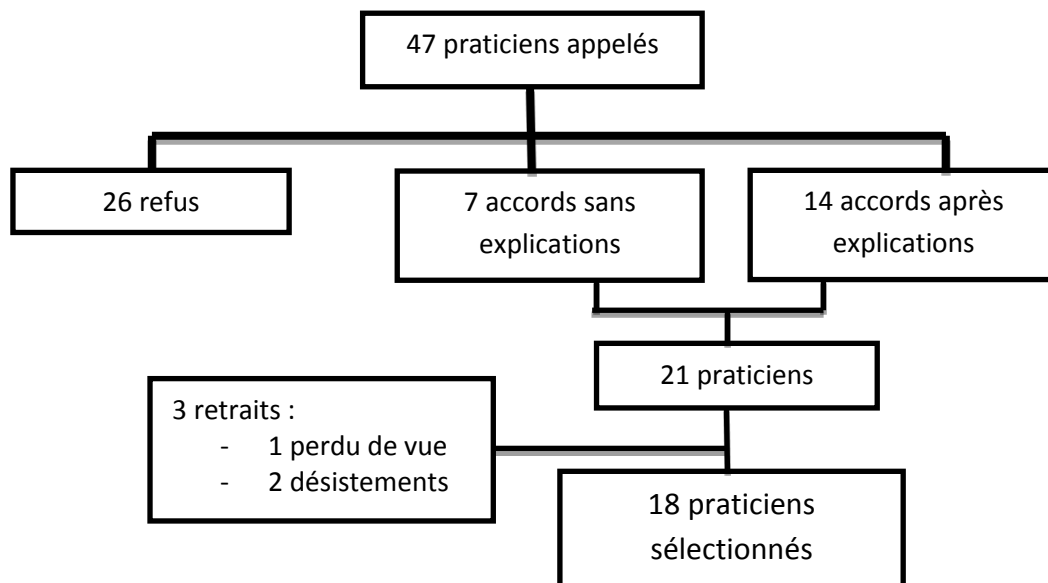 47 praticiens appelés
26 refus
7 accords sans
explications
14 accords après
explications
21 praticiens
3 retraits :
- 1 perdu de vue
- 2 désistements
18 praticiens
sélectionnés